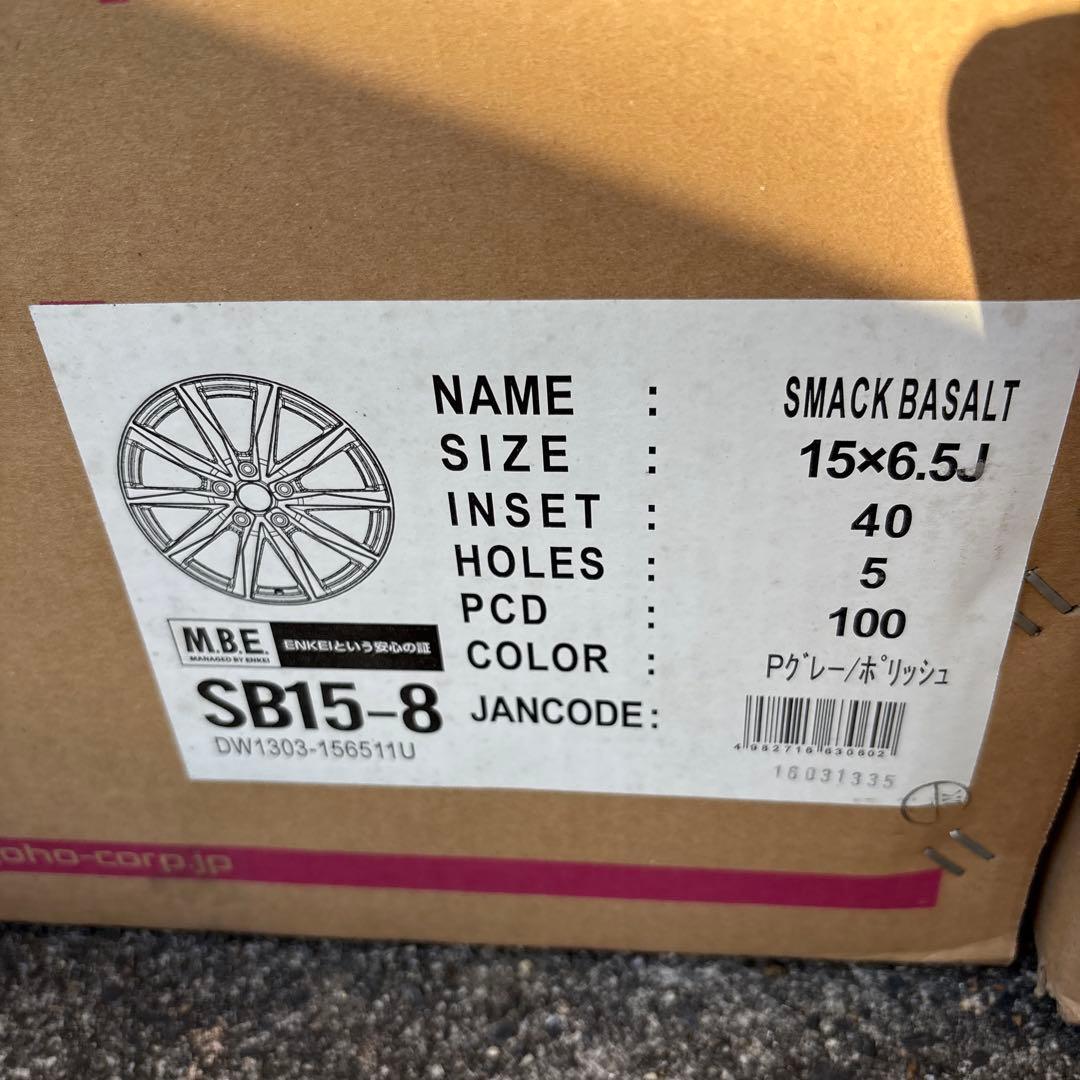 NAME : SMACK BASALT
SIZE : 15×6.5J
INSET : 40
HOLES : 5
PCD : 100
COLOR : Pグレー/ポリッシュ
JANCODE :
4982716630602
16031335
M.B.E.
MANAGED BY ENKEI
ENKEIという安心の証
SB15-8
DW1303-156511U
oho-corp.jp